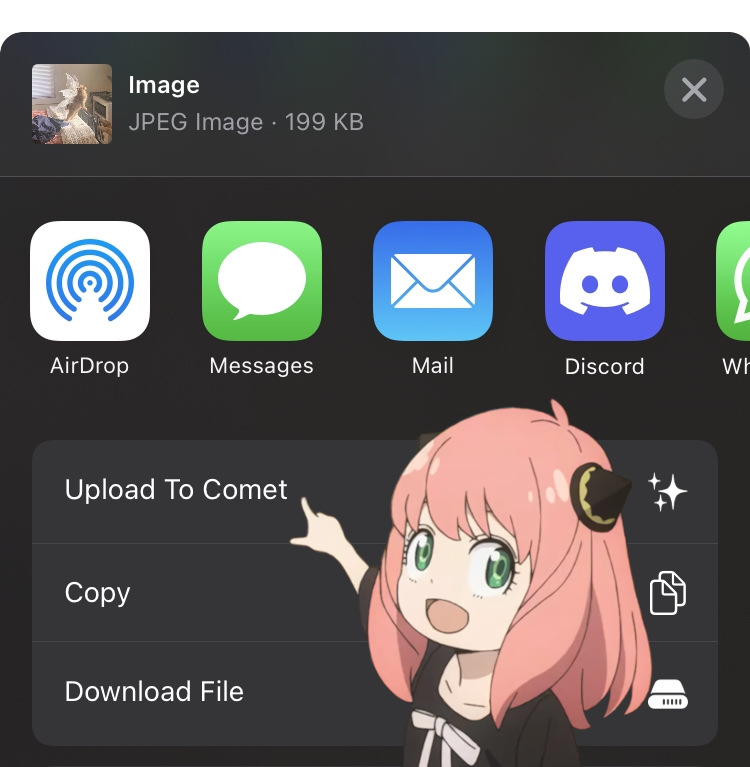 Image
JPEG Image · 199 KB
AirDrop
Messages
Mail
Discord
Wh
Upload To Comet
Copy
Download File